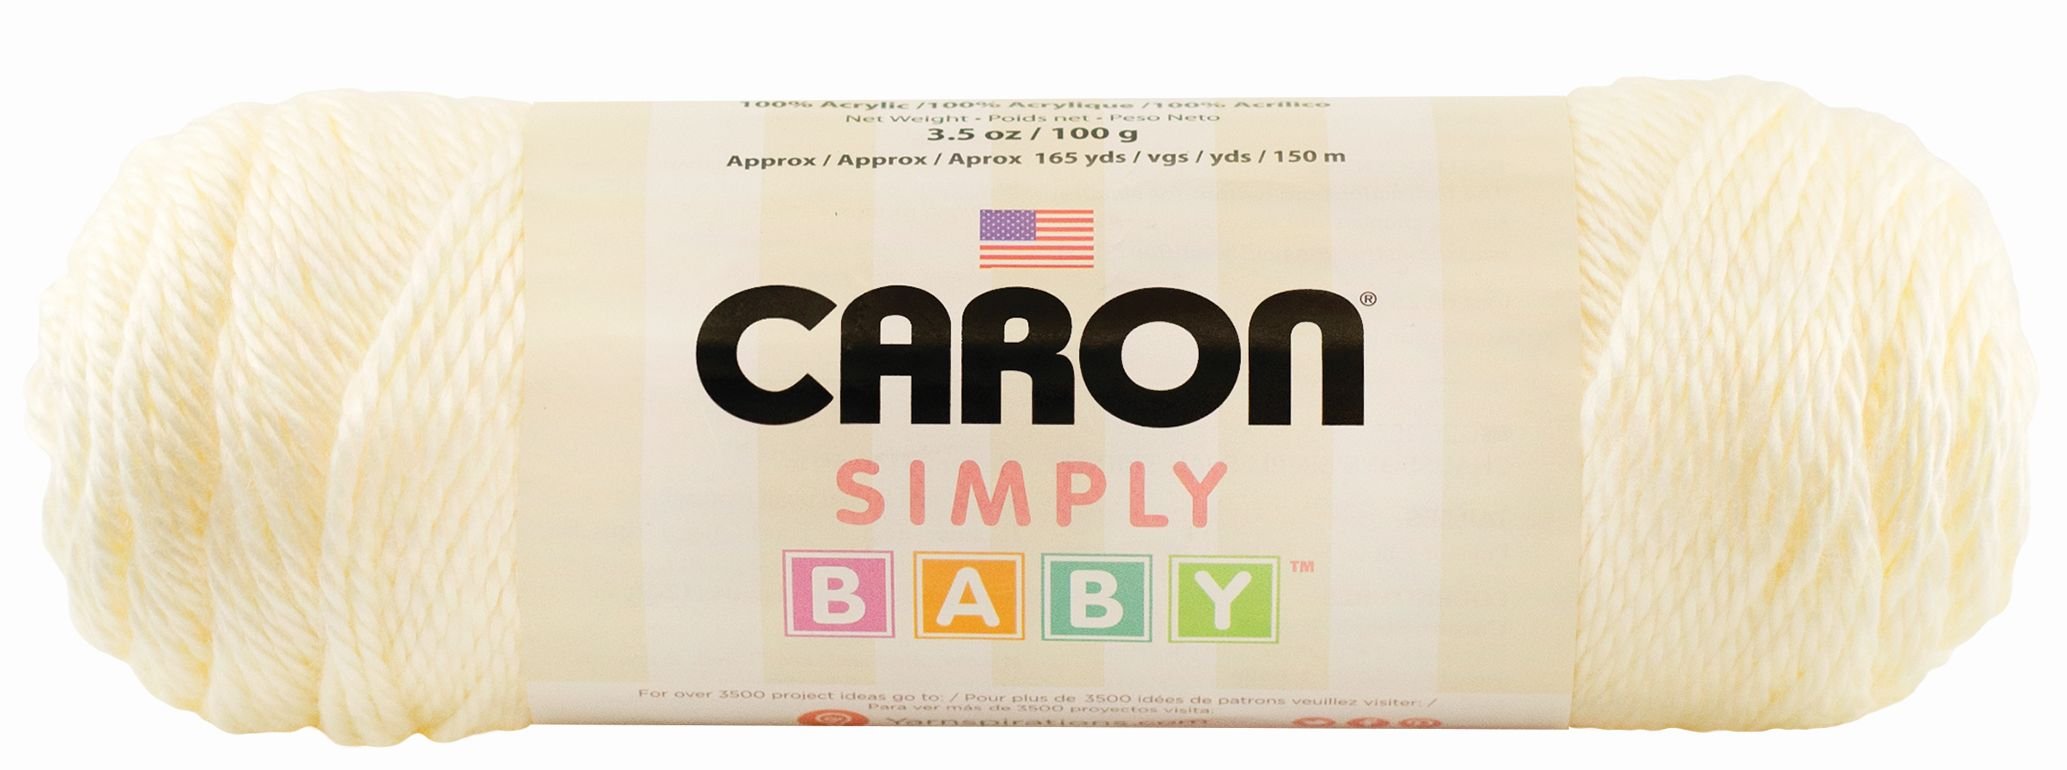 100% Acrylic / 100% Acrylique / 100% Acrílico
Net Weight • Poids net • Peso Neto
3.5 oz / 100 g
Approx / Approx / Aprox 165 yds / vgs / yds / 150 m
CARON®
SIMPLY
BABY™
For over 3500 project ideas go to: / Pour plus de 3500 idées de patrons veuillez visiter: /
Para ver más de 3500 proyectos visita:
Yarnspirations.com